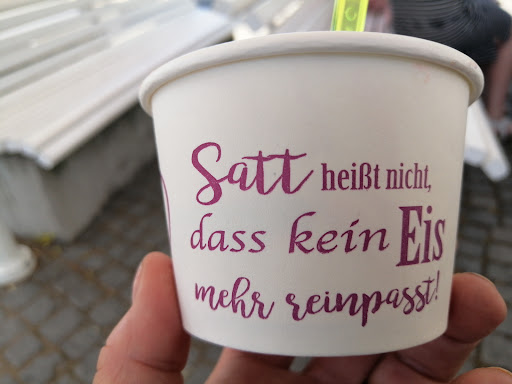 Satt heißt nicht,
dass kein Eis
mehr reinpasst!